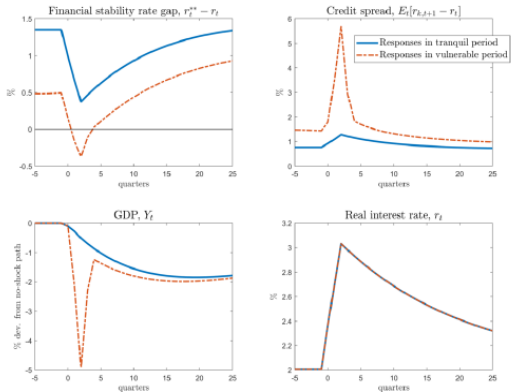 Financial stability rate gap, r_t^{**} − r_t
1.5
1
0.5
0
-0.5
%
-5 0 5 10 15 20 25
quarters
Credit spread, E_t[r_{k,t+1} − r_t]
6
5
4
3
2
1
0
%
Responses in tranquil period
Responses in vulnerable period
-5 0 5 10 15 20 25
quarters
GDP, Y_t
0
-1
-2
-3
-4
-5
% dev. from no-shock path
-5 0 5 10 15 20 25
quarters
Real interest rate, r_t
3.2
3
2.8
2.6
2.4
2.2
2
%
-5 0 5 10 15 20 25
quarters